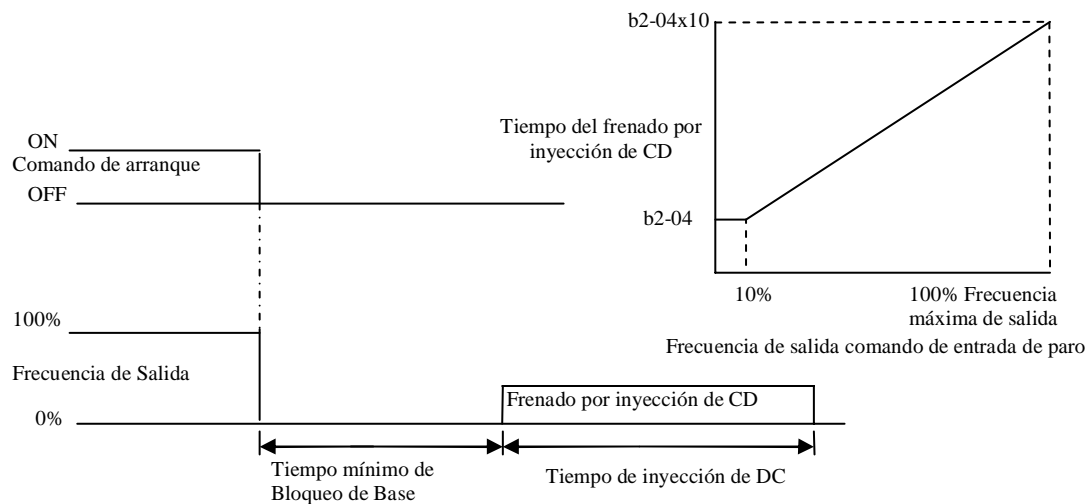 b2-04x10
Tiempo del frenado por
inyección de CD
b2-04
10%
100% Frecuencia
máxima de salida
Frecuencia de salida comando de entrada de paro
ON
Comando de arranque
OFF
100%
Frecuencia de Salida
0%
Frenado por inyección de CD
Tiempo mínimo de
Bloqueo de Base
Tiempo de inyección de DC